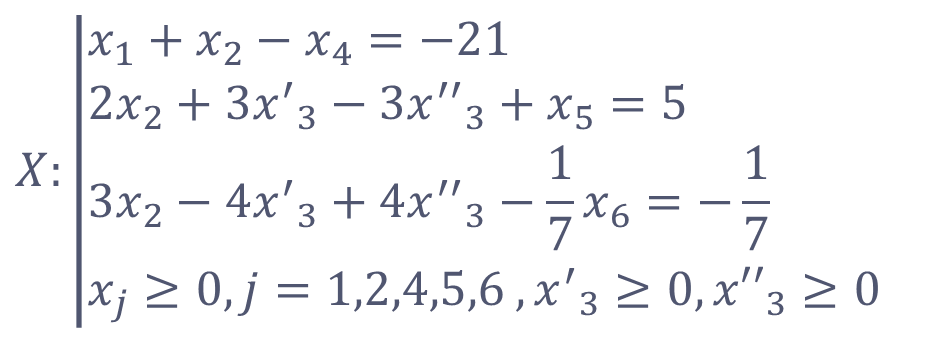 x₁ + x₂ − x₄ = −21
2x₂ + 3x′₃ − 3x″₃ + x₅ = 5
X: 3x₂ − 4x′₃ + 4x″₃ − 1/7 x₆ = − 1/7
xⱼ ≥ 0, j = 1,2,4,5,6 , x′₃ ≥ 0, x″₃ ≥ 0